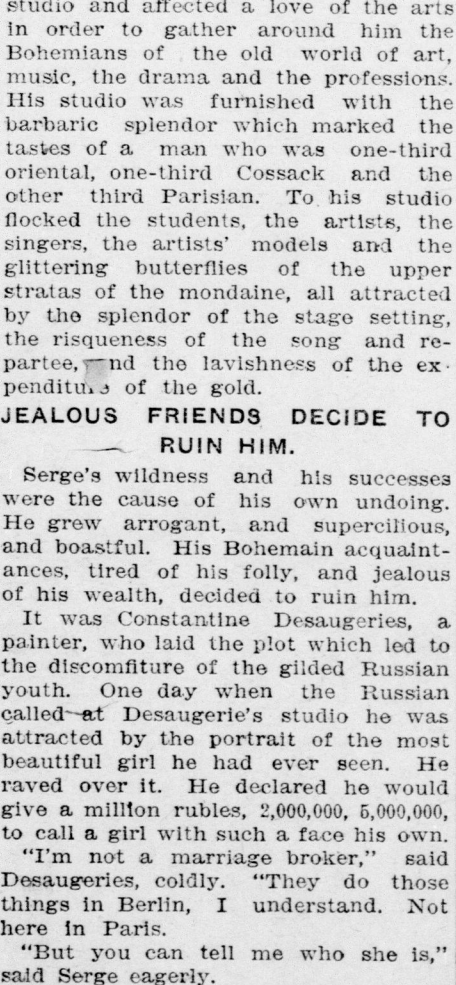 studio and affected a love of the arts
in order to gather around him the
Bohemians of the old world of art,
music, the drama and the professions.
His studio was furnished with the
barbaric splendor which marked the
tastes of a man who was one-third
oriental, one-third Cossack and the
other third Parisian. To his studio
flocked the students, the artists, the
singers, the artists' models and the
glittering butterflies of the upper
stratas of the mondaine, all attracted
by the splendor of the stage setting,
the risqueness of the song and re-
partee, and the lavishness of the ex-
penditure of the gold.
JEALOUS FRIENDS DECIDE TO
RUIN HIM.
Serge's wildness and his successes
were the cause of his own undoing.
He grew arrogant, and supercilious,
and boastful. His Bohemain acquaint-
ances, tired of his folly, and jealous
of his wealth, decided to ruin him.
It was Constantine Desaugeries, a
painter, who laid the plot which led to
the discomfiture of the gilded Russian
youth. One day when the Russian
called at Desaugerie's studio he was
attracted by the portrait of the most
beautiful girl he had ever seen. He
raved over it. He declared he would
give a million rubles, 2,000,000, 5,000,000,
to call a girl with such a face his own.
"I'm not a marriage broker," said
Desaugeries, coldly. "They do those
things in Berlin, I understand. Not
here in Paris.
"But you can tell me who she is,"
said Serge eagerly.